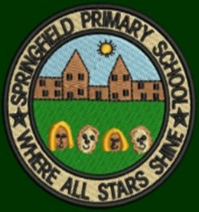 SPRINGFIELD PRIMARY SCHOOL
WHERE ALL STARS SHINE